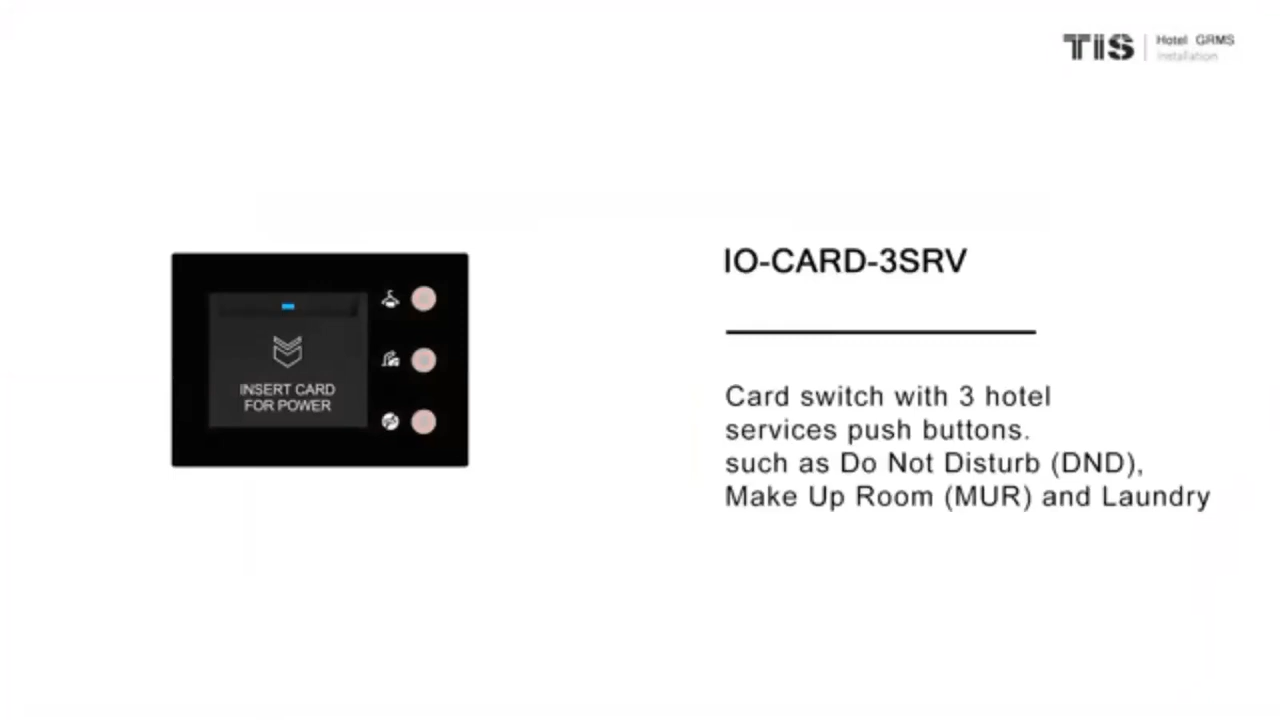 TIS
Hotel GRMS
Installation
INSERT CARD
FOR POWER
IO-CARD-3SRV
Card switch with 3 hotel
services push buttons.
such as Do Not Disturb (DND),
Make Up Room (MUR) and Laundry